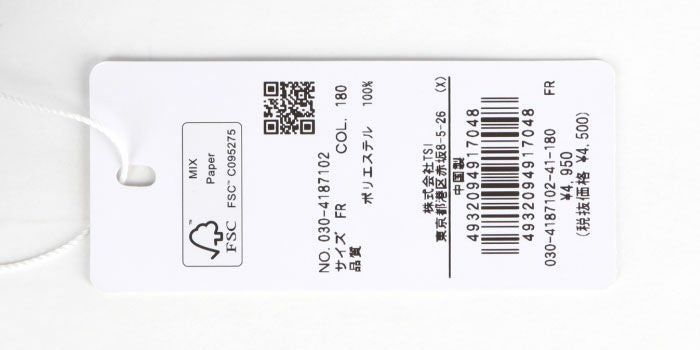 MIX
Paper
FSC™ C095275
FSC
NO. 030-4187102
サイズ FR COL. 180
品質
ポリエステル 100%
株式会社TSI
東京都港区赤坂8-5-26 (X)
中国製
4932094917048
4932094917048
030-4187102-41-180 FR
¥4,950
(税抜価格 ¥4,500)